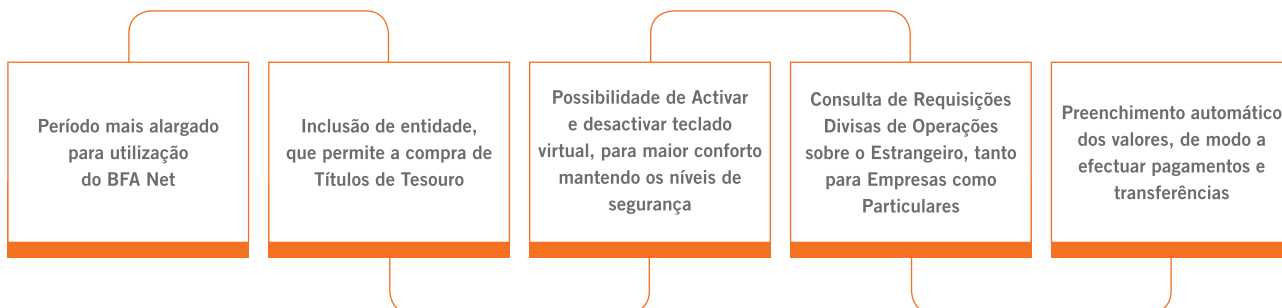 Período mais alargado
para utilização
do BFA Net
Inclusão de entidade,
que permite a compra de
Títulos de Tesouro
Possibilidade de Activar
e desactivar teclado
virtual, para maior conforto
mantendo os níveis de
segurança
Consulta de Requisições
Divisas de Operações
sobre o Estrangeiro, tanto
para Empresas como
Particulares
Preenchimento automático
dos valores, de modo a
efectuar pagamentos e
transferências